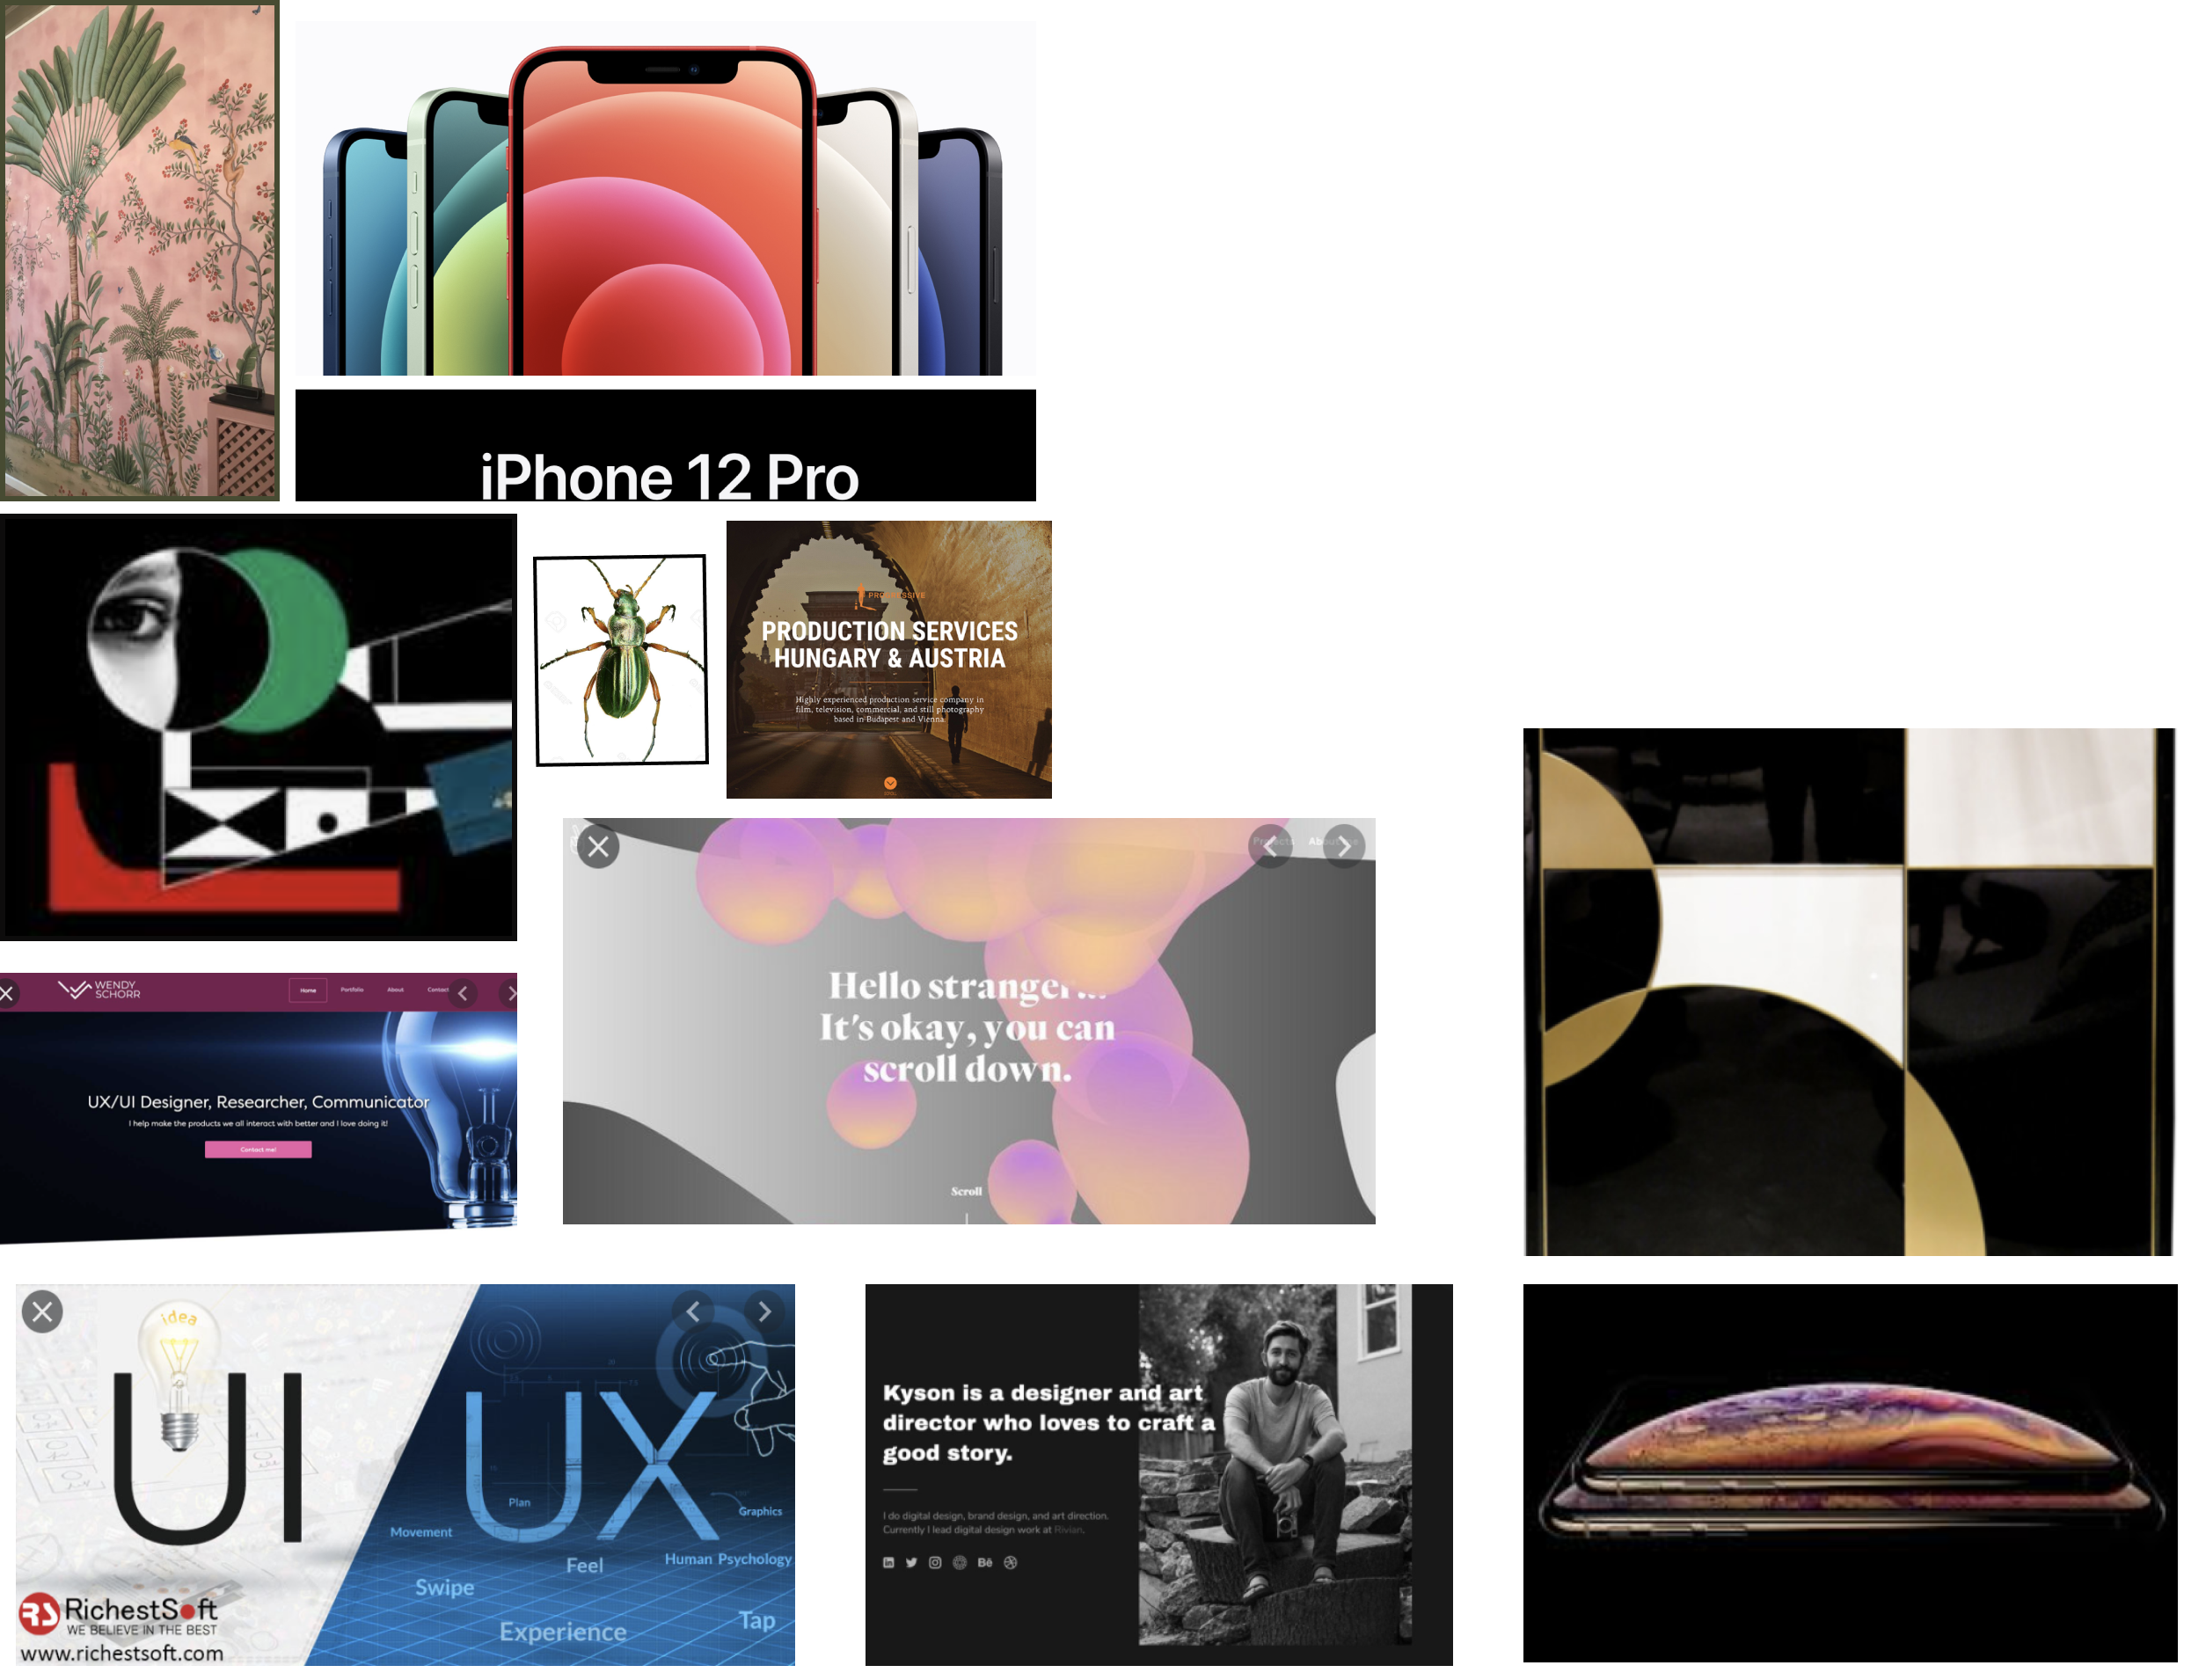 iPhone 12 Pro
PROGRESSIVE
PRODUCTION SERVICES
HUNGARY & AUSTRIA
Highly experienced production service company in
film, television, commercial, and still photography
based in Budapest and Vienna.
Projects About
Hello stranger...
It's okay, you can
scroll down.
Scroll
WENDY
SCHORR
Home Portfolio About Contact
UX/UI Designer, Researcher, Communicator
I help make the products we all interact with better and I love doing it!
Contact me!
idea
UI
UX
Plan
Graphics
Movement
Feel
Human Psychology
Swipe
Experience
Tap
RS RichestSoft
WE BELIEVE IN THE BEST
www.richestsoft.com
Kyson is a designer and art
director who loves to craft a
good story.
I do digital design, brand design, and art direction.
Currently I lead digital design work at Rivian.
in Bē